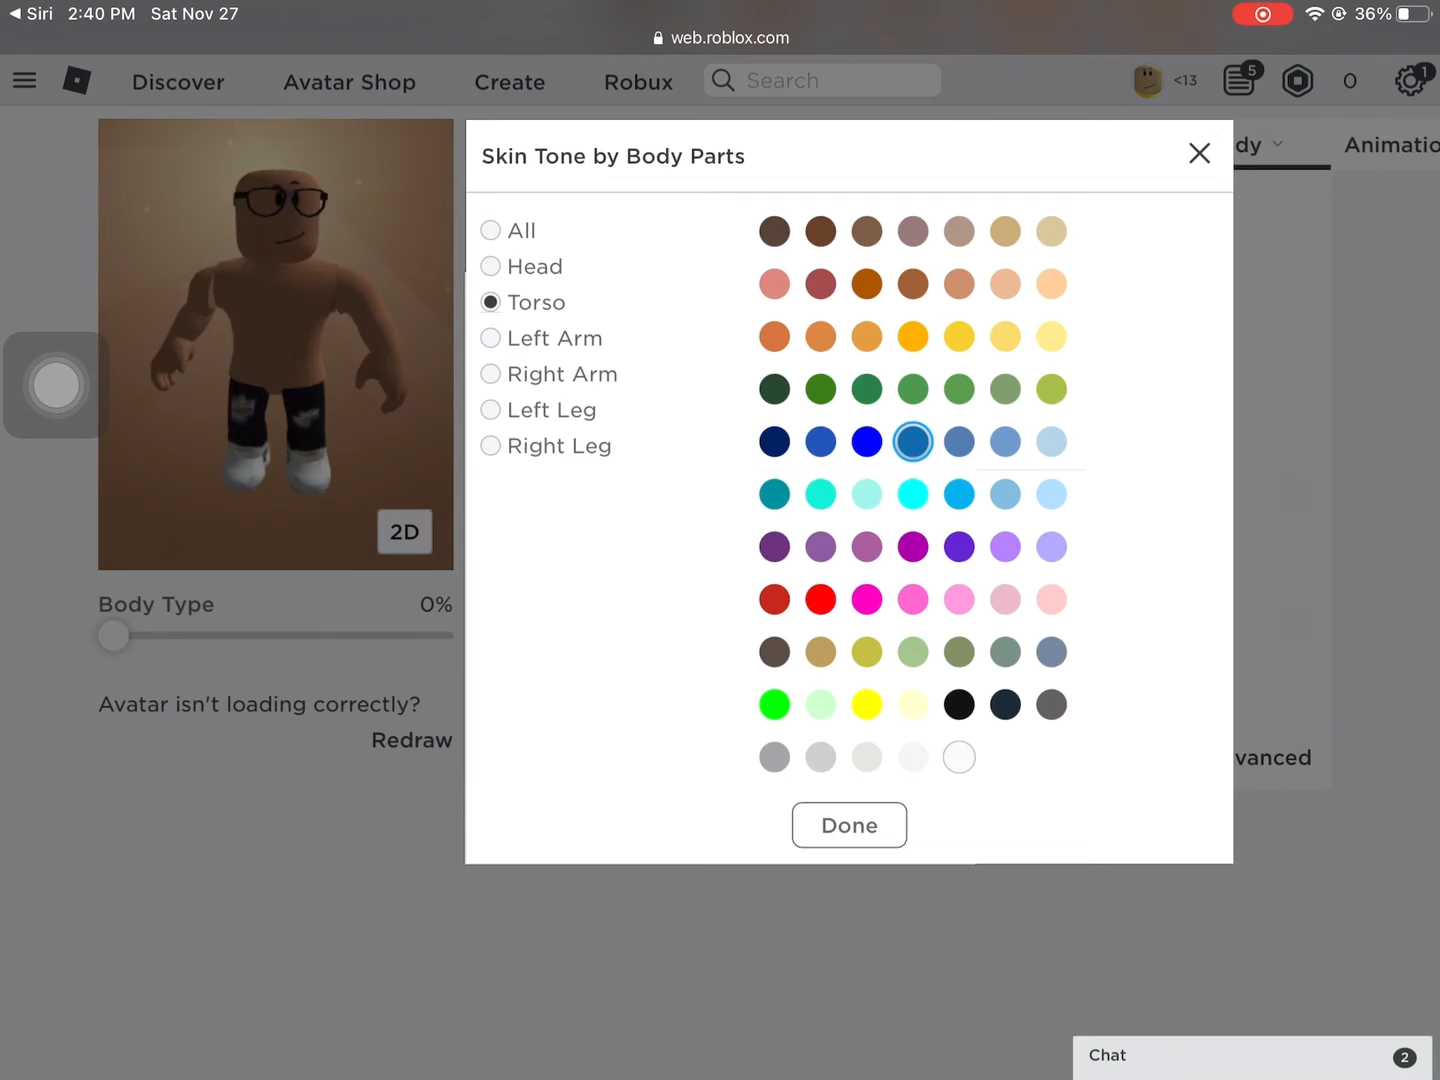 Siri 2:40 PM Sat Nov 27
36%
web.roblox.com
Discover Avatar Shop Create Robux Search <13 5 0 1
Skin Tone by Body Parts
dy Animatio
All
Head
Torso
Left Arm
Right Arm
Left Leg
Right Leg
2D
Body Type 0%
Avatar isn't loading correctly?
Redraw
vanced
Done
Chat 2